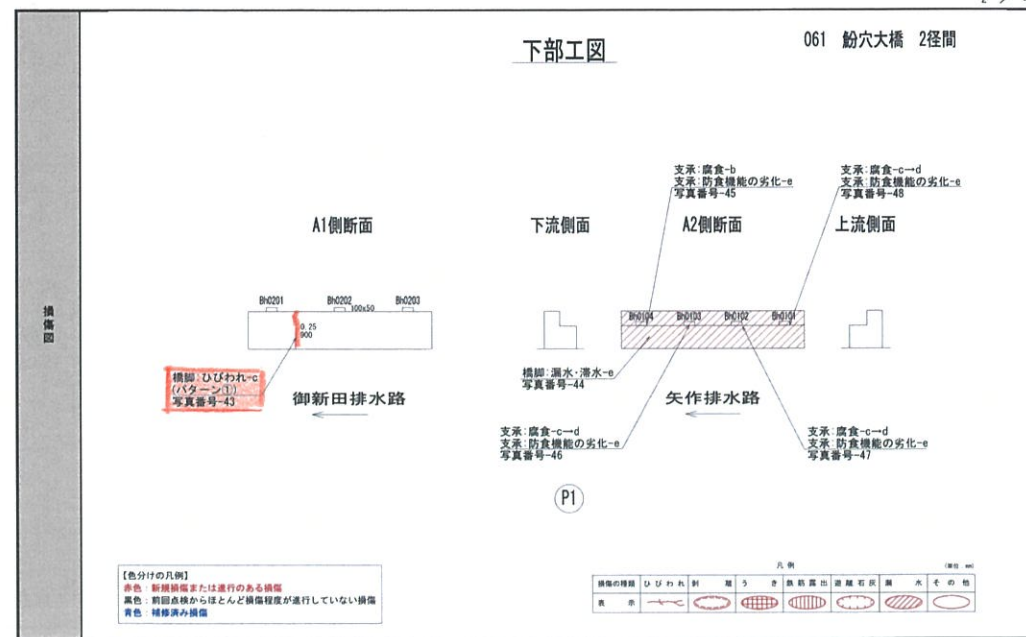 下部工図
061 鮒穴大橋 2径間
損傷図
A1側断面
下流側面
A2側断面
上流側面
支承:腐食-b
支承:防食機能の劣化-e
写真番号-45
支承:腐食-c→d
支承:防食機能の劣化-e
写真番号-48
Bh0201
Bh0202
Bh0203
100x50
0.25
900
Bh0104
Bh0103
Bh0102
Bh0101
橋脚:ひびわれ-c
(パターン①)
写真番号-43
御新田排水路
橋脚:漏水・滞水-e
写真番号-44
矢作排水路
支承:腐食-c→d
支承:防食機能の劣化-e
写真番号-46
支承:腐食-c→d
支承:防食機能の劣化-e
写真番号-47
P1
【色分けの凡例】
赤色:新規損傷または進行のある損傷
黒色:前回点検からほとんど損傷程度が進行していない損傷
青色:補修済み損傷
凡例
(単位:mm)
損傷の種類 ひびわれ 剥離 うき 鉄筋露出 遊離石灰 漏水 その他
表示